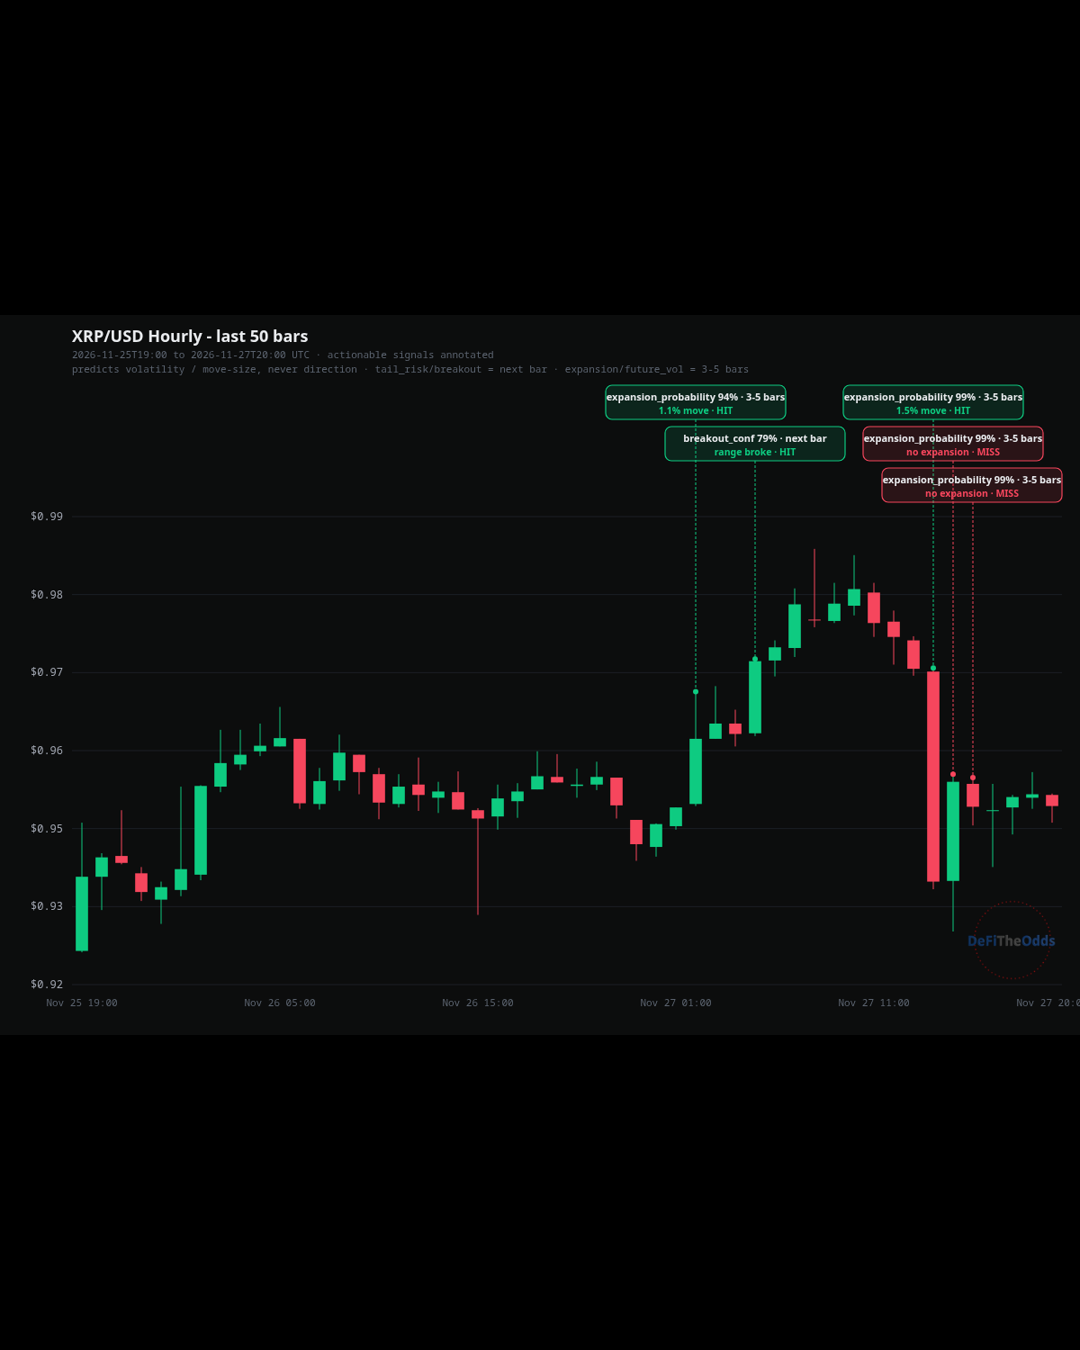 XRP/USD Hourly - last 50 bars
2026-11-25T19:00 to 2026-11-27T20:00 UTC · actionable signals annotated
predicts volatility / move-size, never direction · tail_risk/breakout = next bar · expansion/future_vol = 3-5 bars
expansion_probability 94% · 3-5 bars
1.1% move · HIT
expansion_probability 99% · 3-5 bars
1.5% move · HIT
breakout_conf 79% · next bar
range broke · HIT
expansion_probability 99% · 3-5 bars
no expansion · MISS
expansion_probability 99% · 3-5 bars
no expansion · MISS
$0.99
$0.98
$0.97
$0.96
$0.95
$0.93
$0.92
DeFiTheOdds
Nov 25 19:00
Nov 26 05:00
Nov 26 15:00
Nov 27 01:00
Nov 27 11:00
Nov 27 20:0